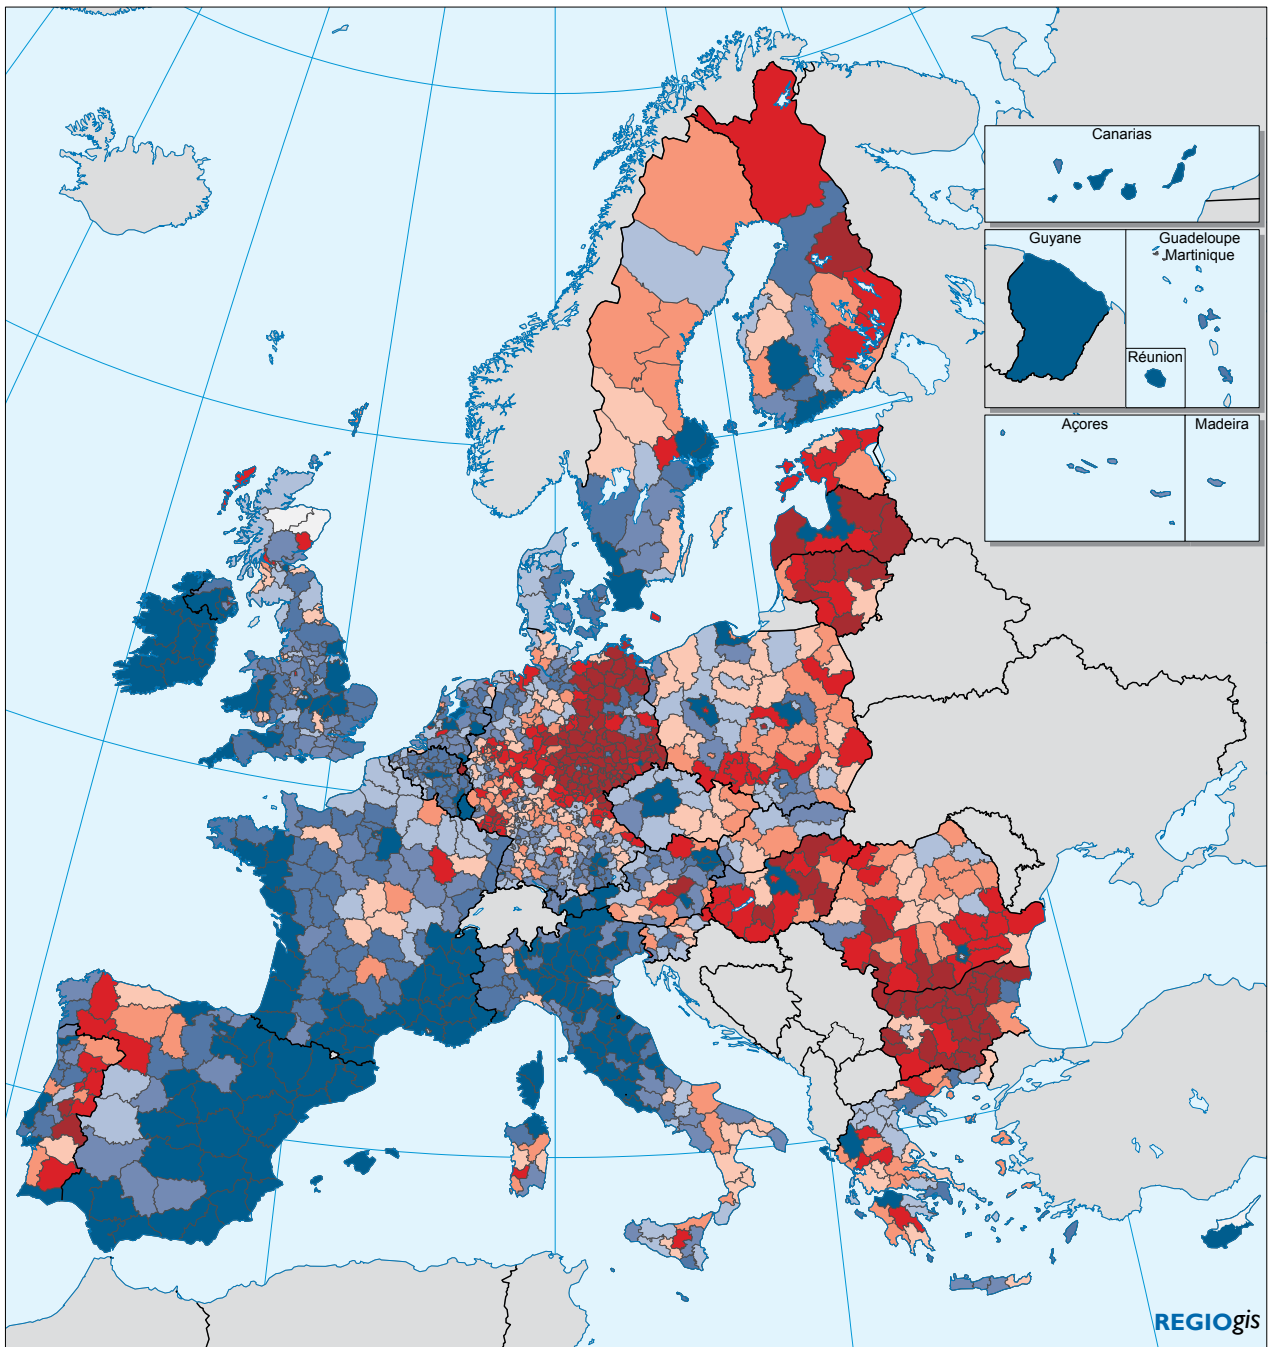 Canarias
Guyane
Guadeloupe
Martinique
Réunion
Açores
Madeira
REGIOgis